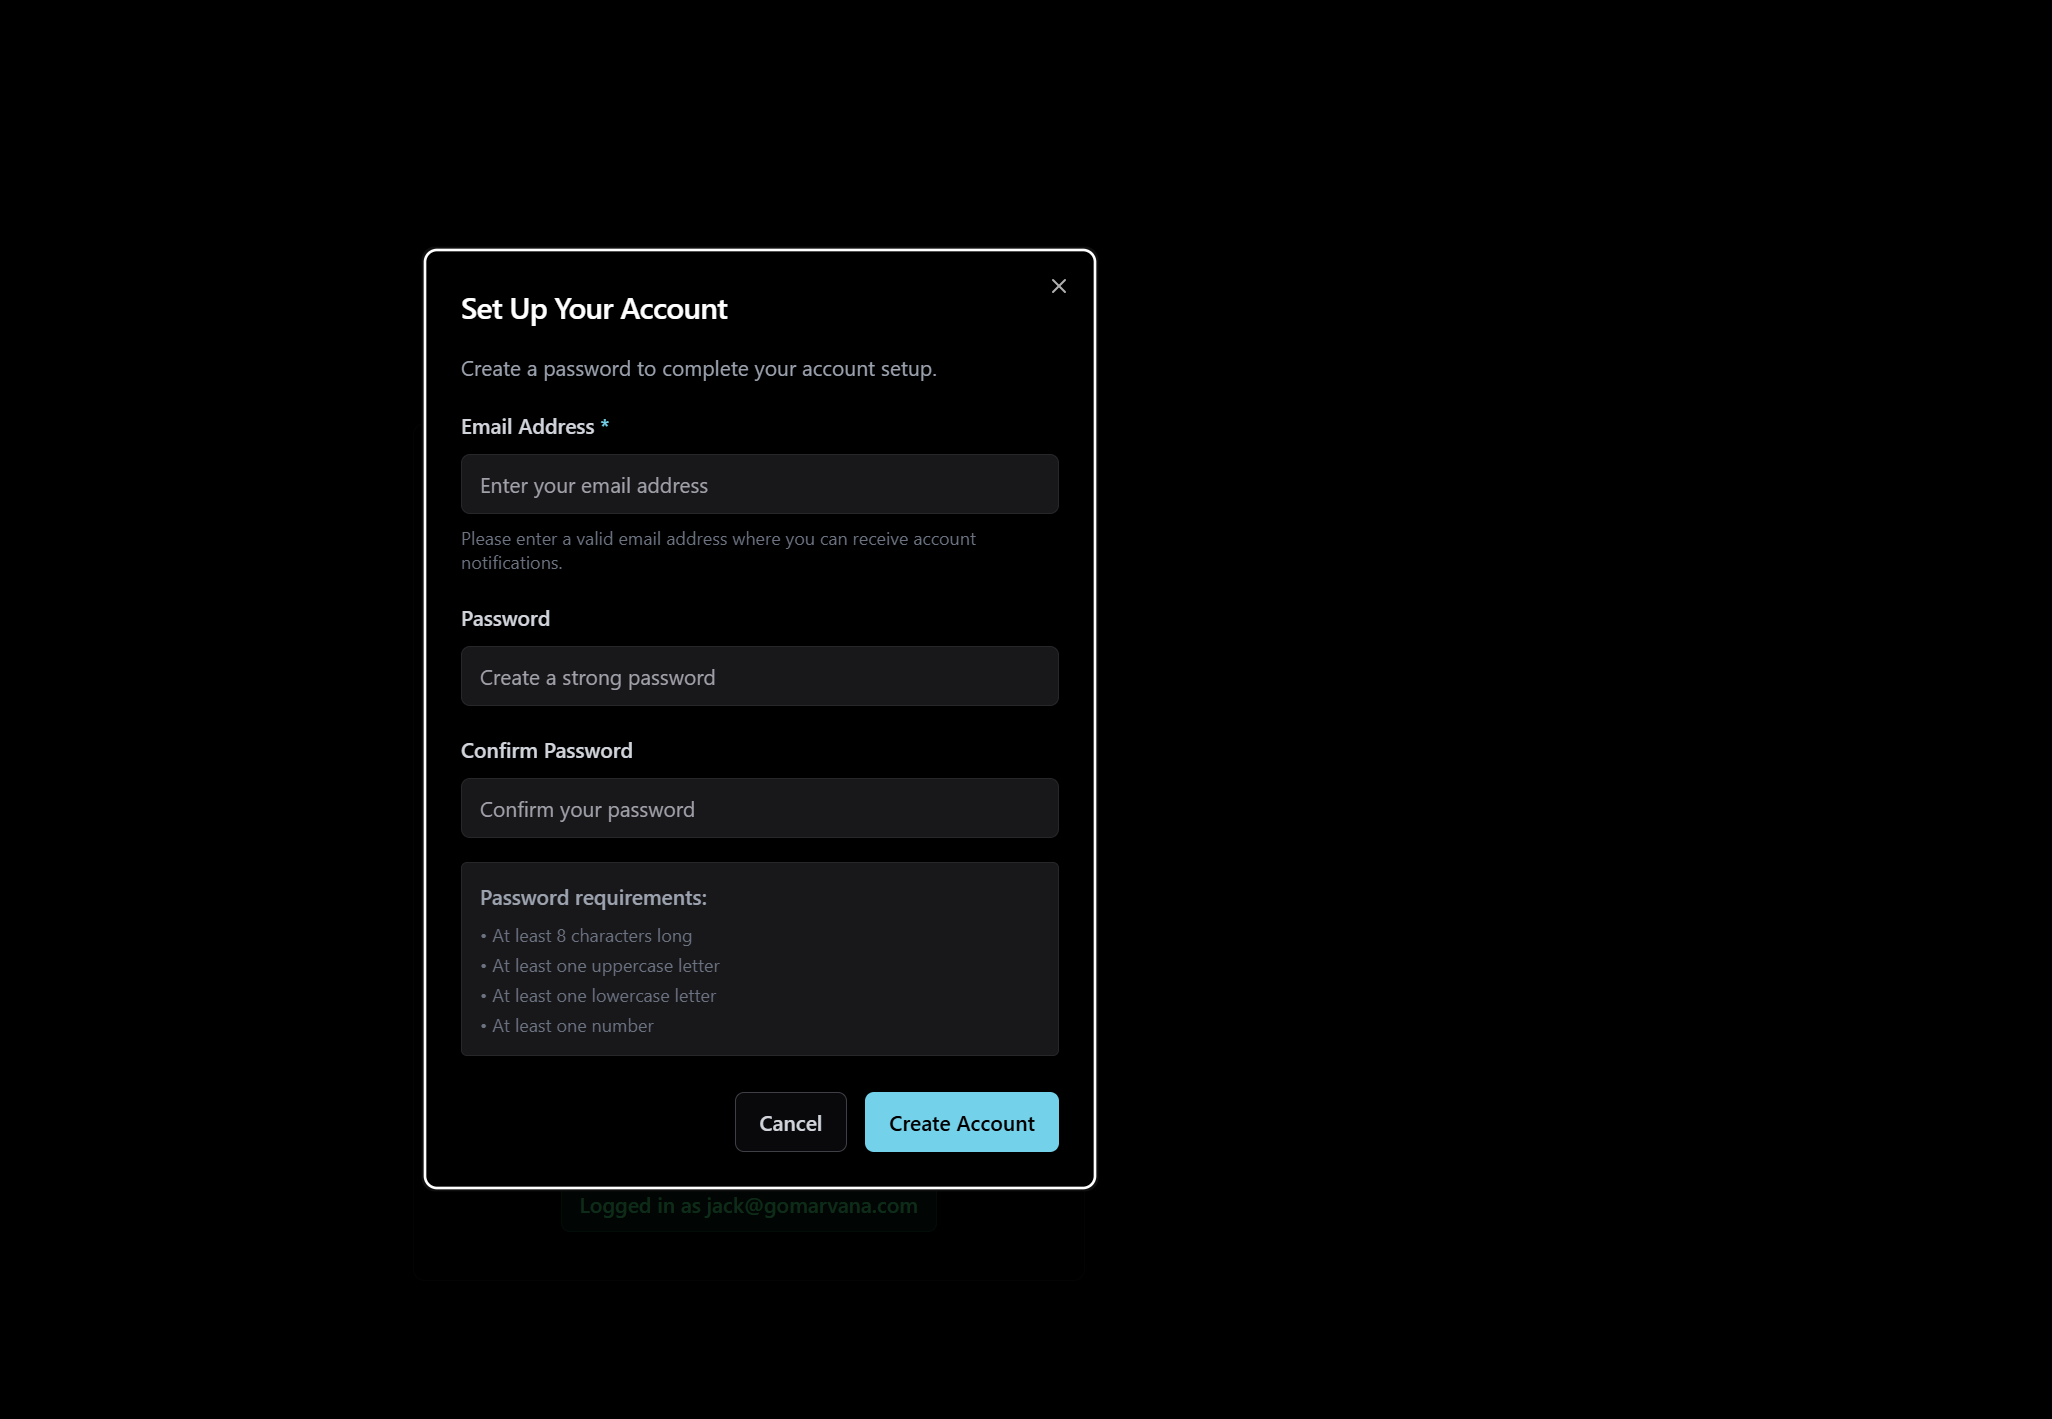 Set Up Your Account
Create a password to complete your account setup.
Email Address *
Enter your email address
Please enter a valid email address where you can receive account
notifications.
Password
Create a strong password
Confirm Password
Confirm your password
Password requirements:
• At least 8 characters long
• At least one uppercase letter
• At least one lowercase letter
• At least one number
Cancel
Create Account
Logged in as jack@gomarvana.com